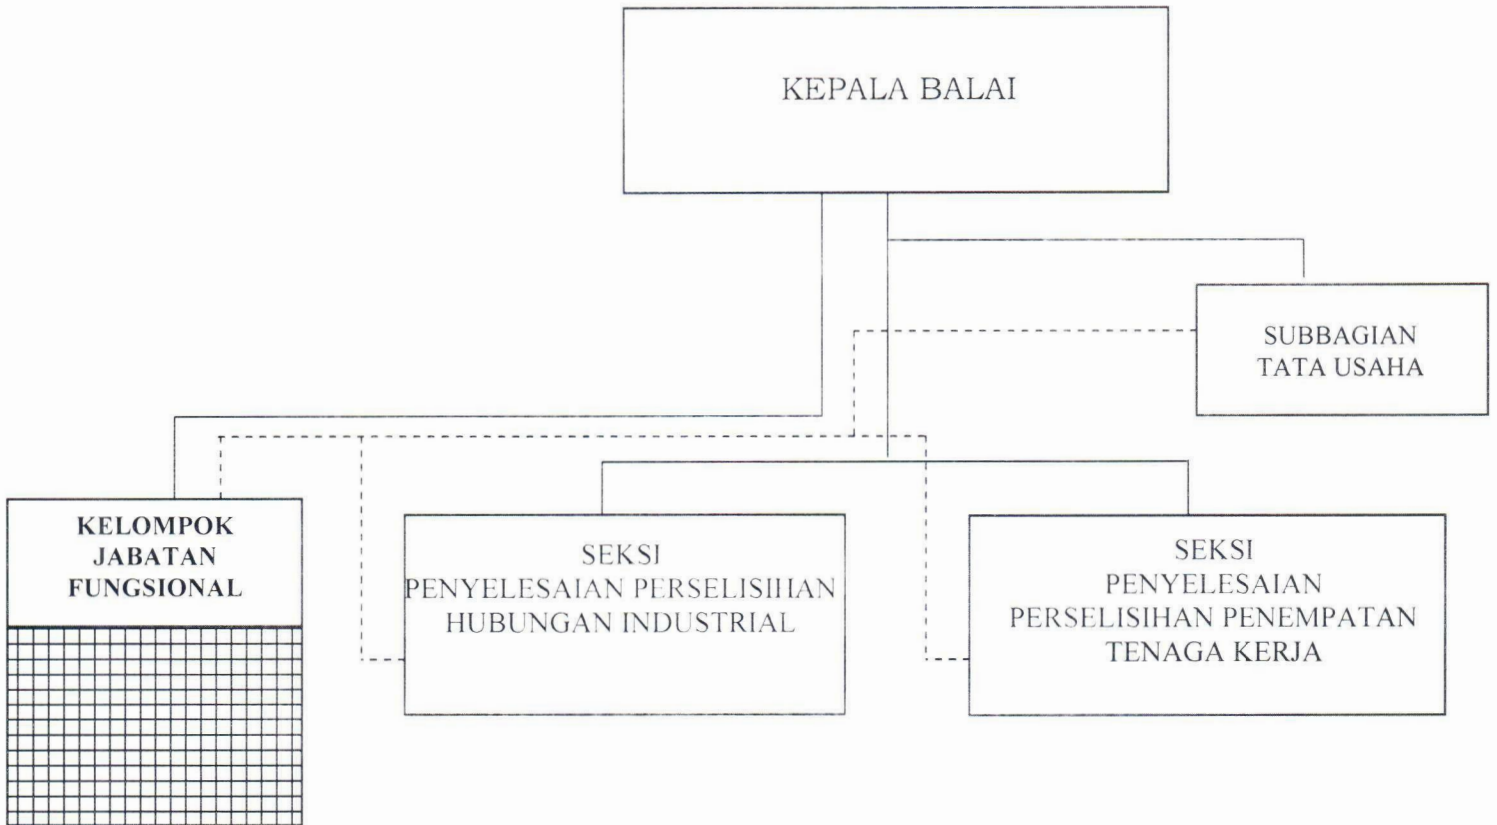 KEPALA BALAI
SUBBAGIAN
TATA USAHA
KELOMPOK
JABATAN
FUNGSIONAL
SEKSI
PENYELESAIAN PERSELISIHAN
HUBUNGAN INDUSTRIAL
SEKSI
PENYELESAIAN
PERSELISIHAN PENEMPATAN
TENAGA KERJA